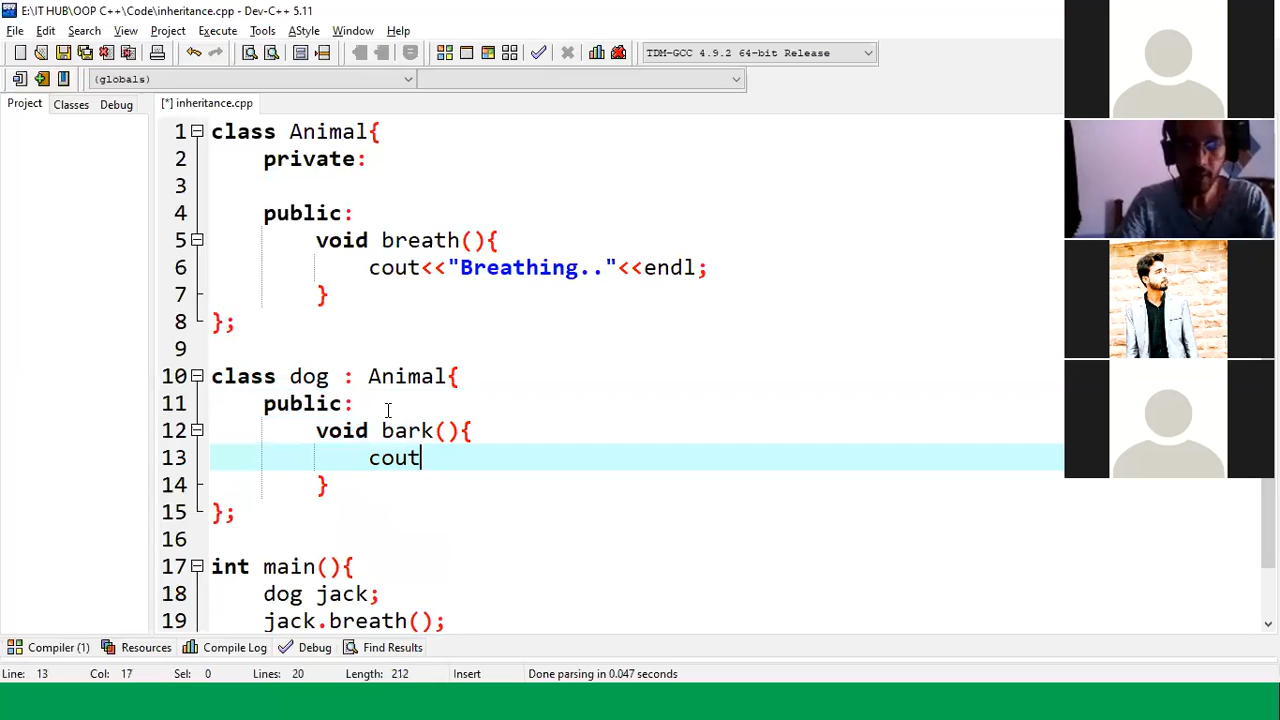 E:\IT HUB\OOP C++\Code\inheritance.cpp - Dev-C++ 5.11
File Edit Search View Project Execute Tools AStyle Window Help
TDM-GCC 4.9.2 64-bit Release
(globals)
Project Classes Debug [*] inheritance.cpp
1 class Animal{
2 private:
3
4 public:
5 void breath(){
6 cout<<"Breathing.."<<endl;
7 }
8 };
9
10 class dog : Animal{
11 public:
12 void bark(){
13 cout
14 }
15 };
16
17 int main(){
18 dog jack;
19 jack.breath();
Compiler (1) Resources Compile Log Debug Find Results
Line: 13 Col: 17 Sel: 0 Lines: 20 Length: 212 Insert Done parsing in 0.047 seconds